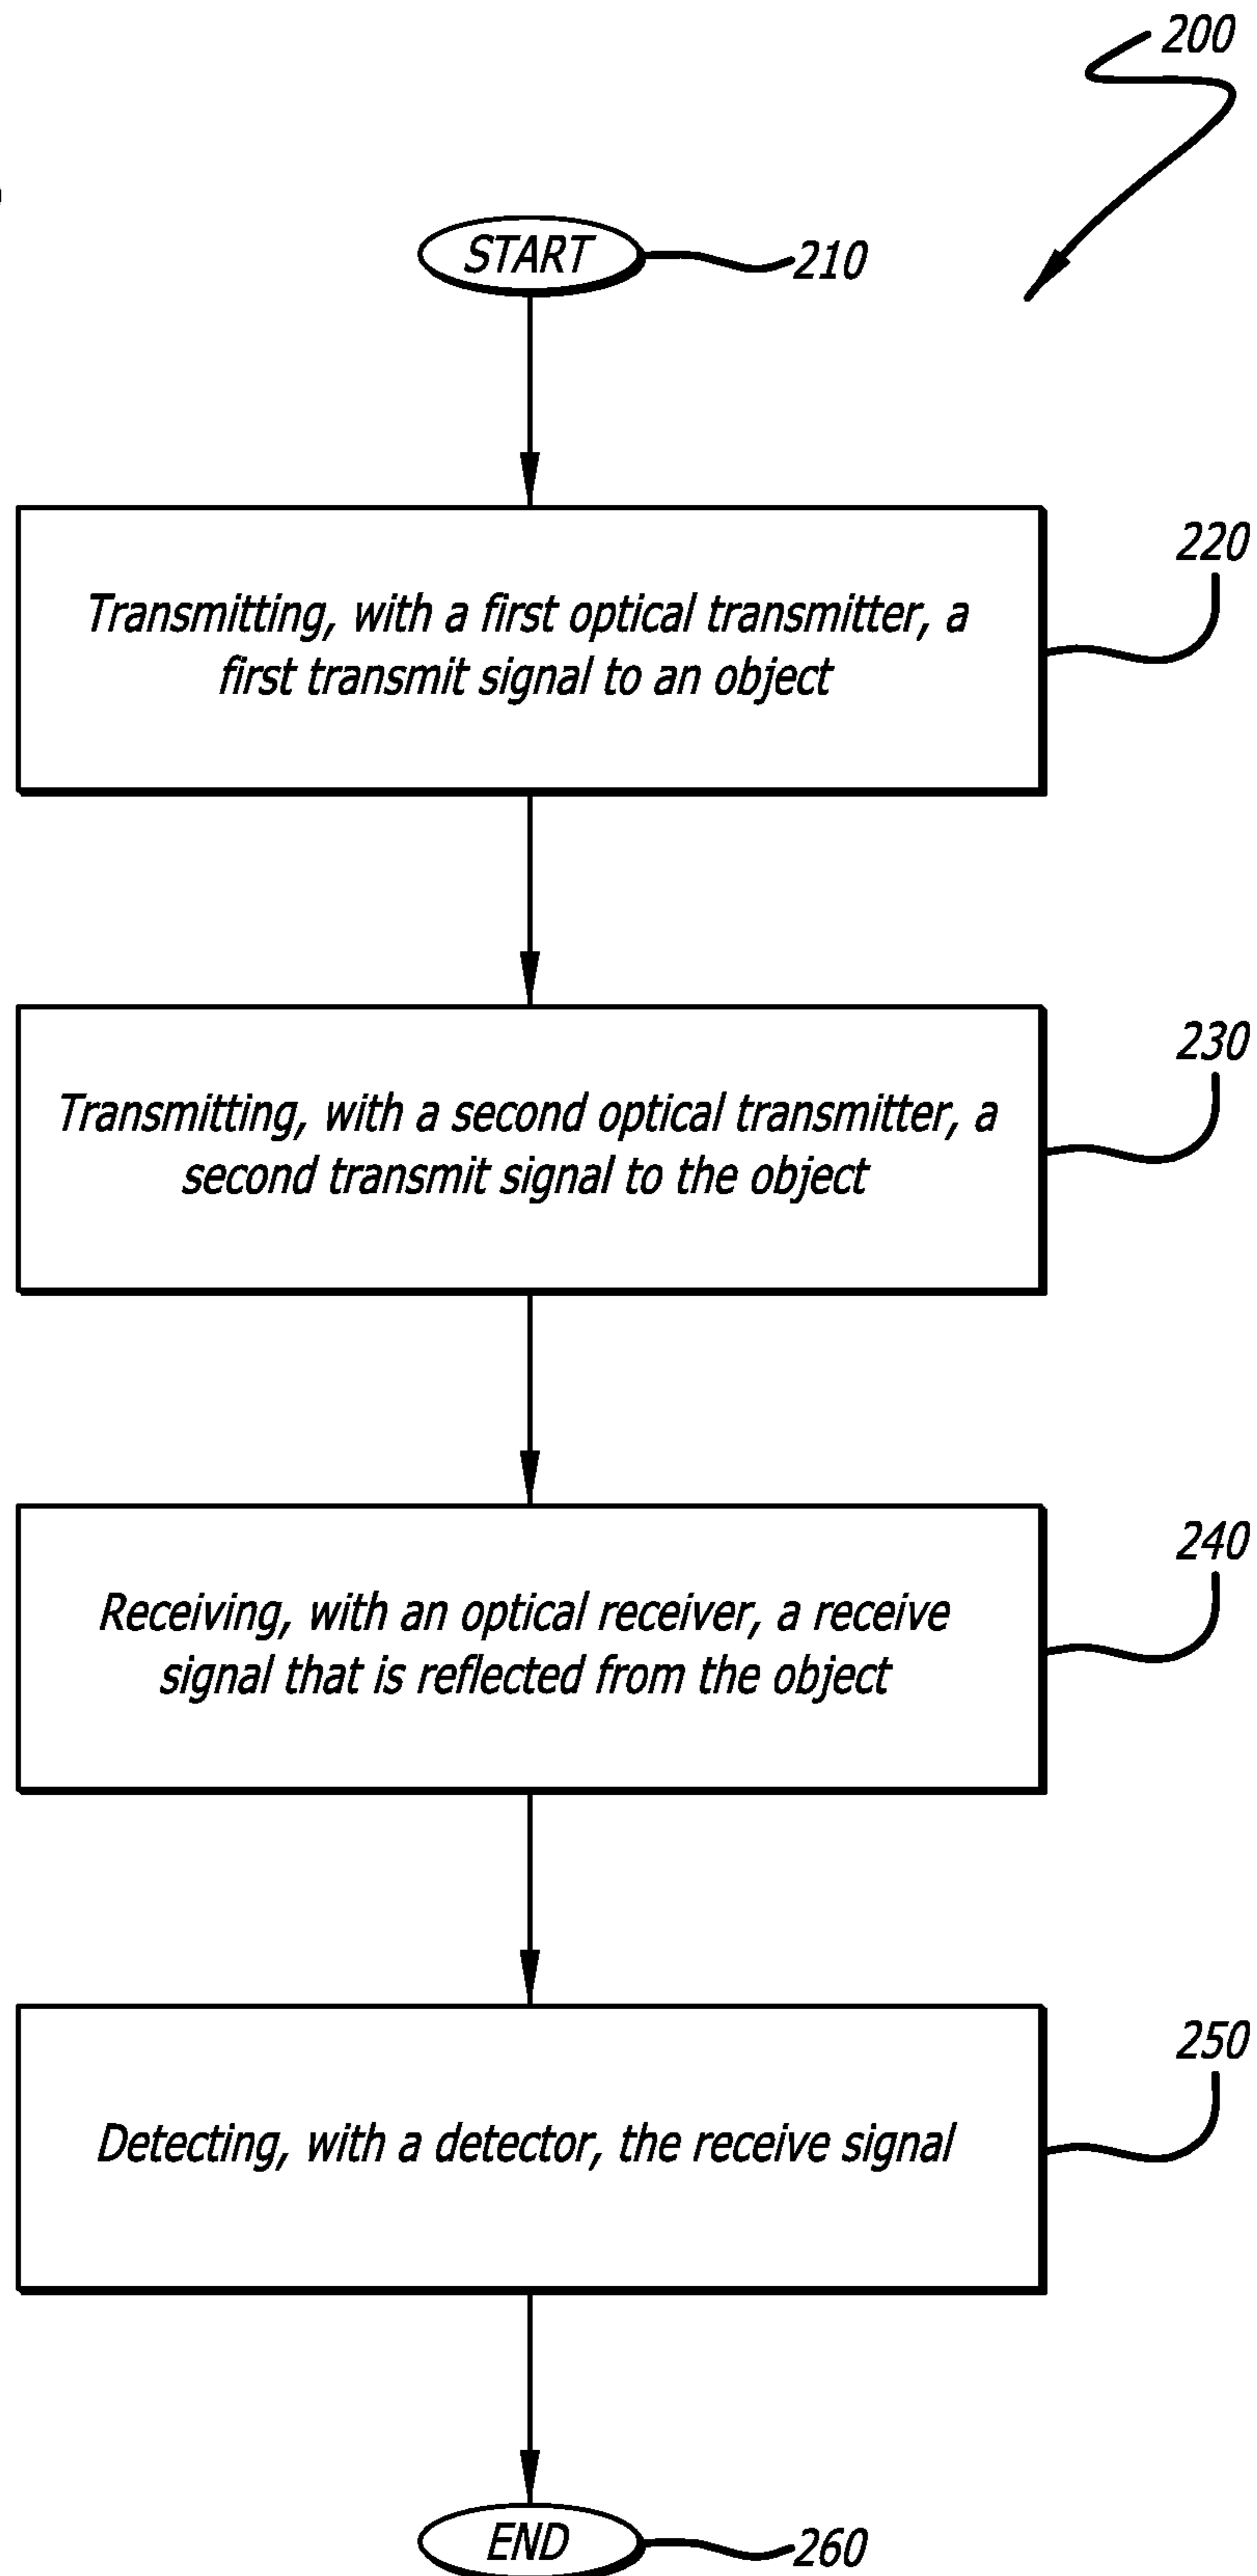 200
START
210
220
Transmitting, with a first optical transmitter, a
first transmit signal to an object
230
Transmitting, with a second optical transmitter, a
second transmit signal to the object
240
Receiving, with an optical receiver, a receive
signal that is reflected from the object
250
Detecting, with a detector, the receive signal
END
260